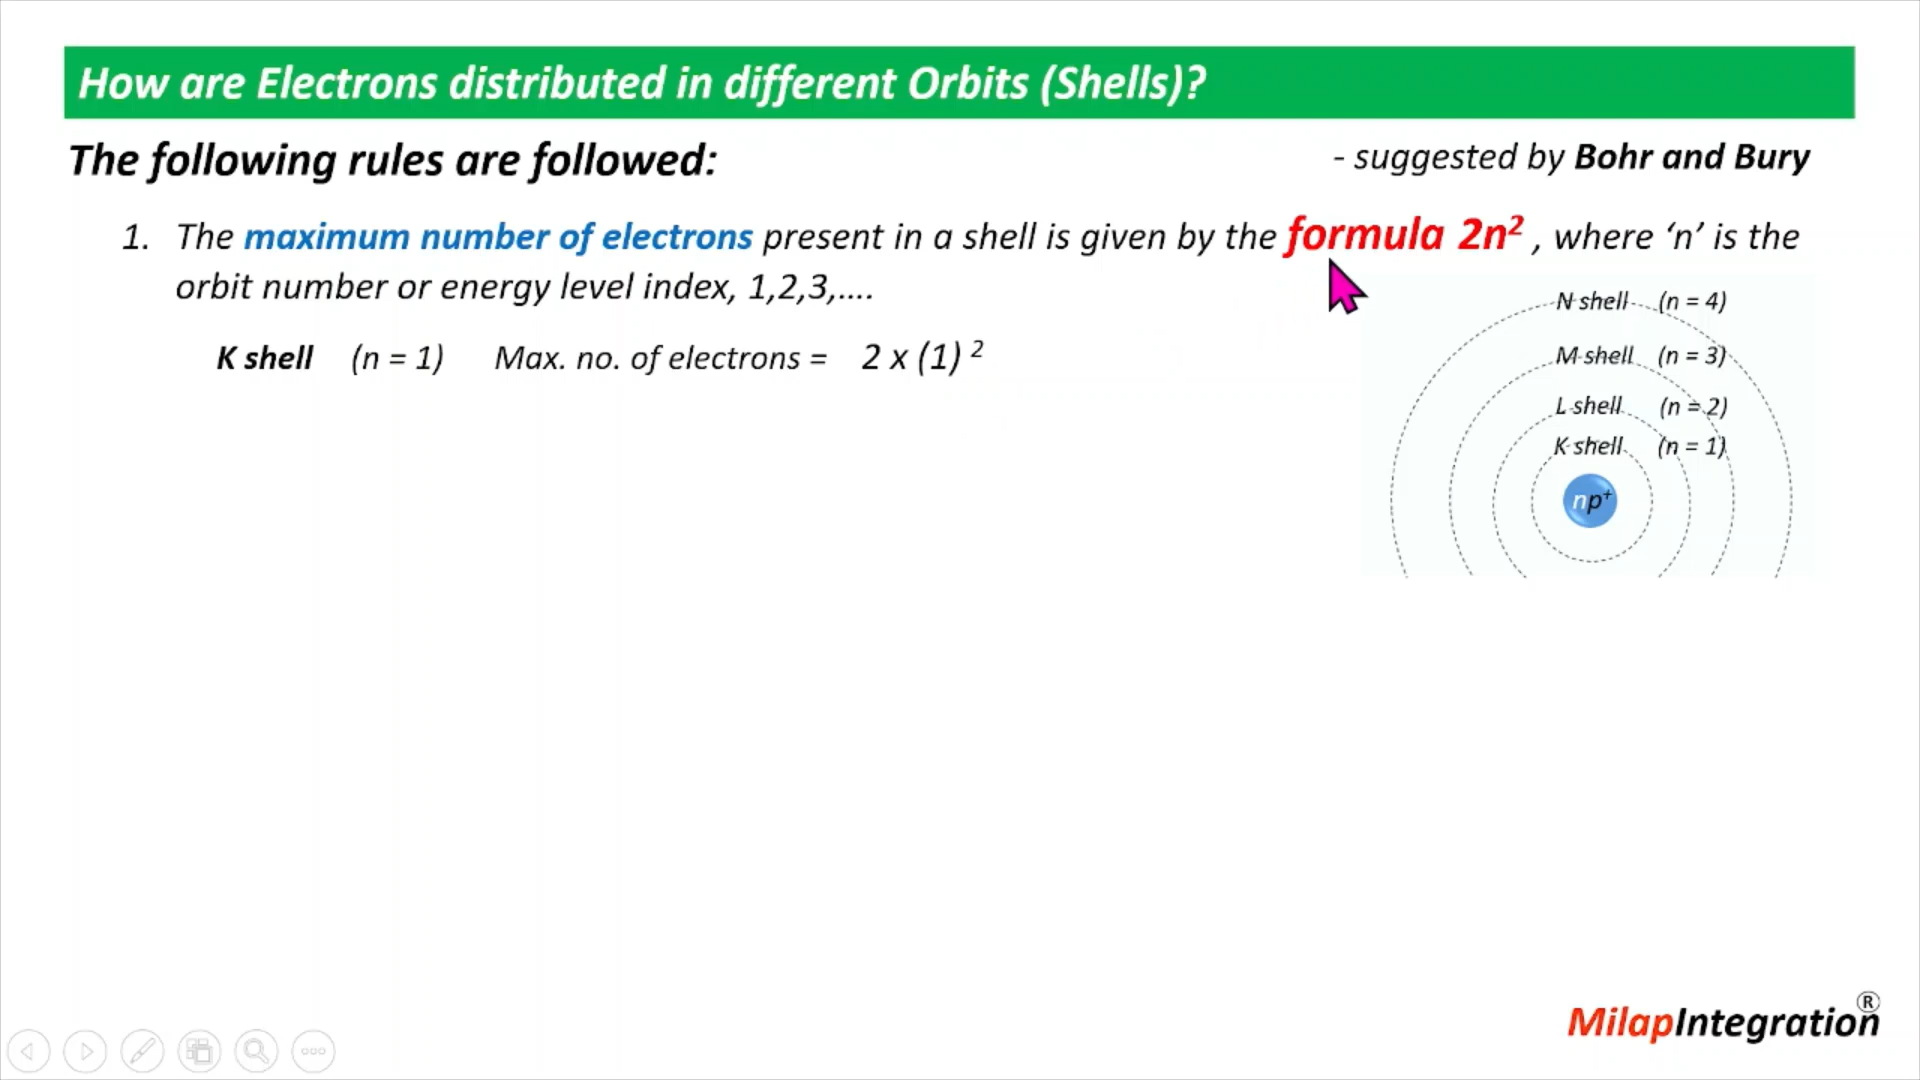 How are Electrons distributed in different Orbits (Shells)?
The following rules are followed:
- suggested by Bohr and Bury
1. The maximum number of electrons present in a shell is given by the formula 2n² , where ‘n’ is the
orbit number or energy level index, 1,2,3,....
K shell (n = 1) Max. no. of electrons = 2 x (1) ²
N shell (n = 4)
M shell (n = 3)
L shell (n = 2)
K shell (n = 1)
np⁺
MilapIntegration®